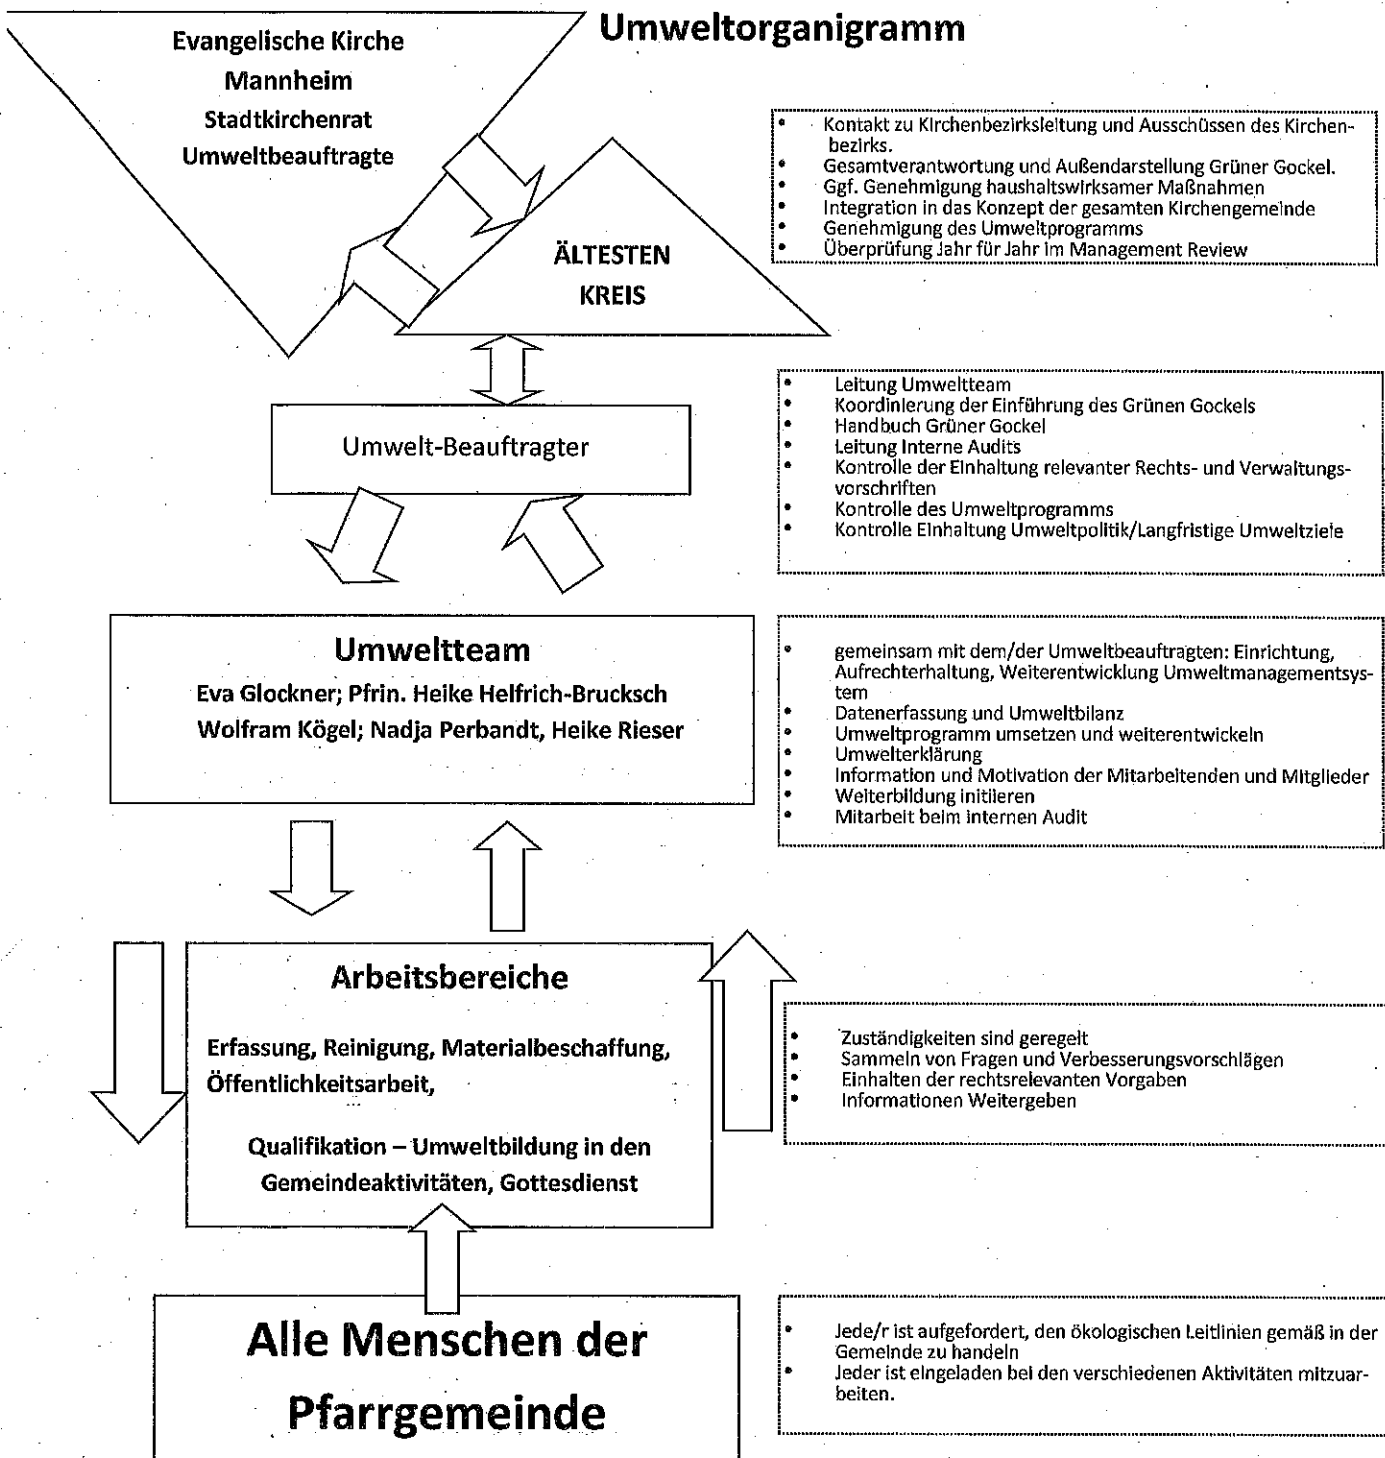 Umweltorganigramm
Evangelische Kirche
Mannheim
Stadtkirchenrat
Umweltbeauftragte
ÄLTESTEN
KREIS
• Kontakt zu Kirchenbezirksleitung und Ausschüssen des Kirchen-
bezirks.
• Gesamtverantwortung und Außendarstellung Grüner Gockel.
• Ggf. Genehmigung haushaltswirksamer Maßnahmen
• Integration in das Konzept der gesamten Kirchengemeinde
• Genehmigung des Umweltprogramms
• Überprüfung Jahr für Jahr im Management Review
Umwelt-Beauftragter
• Leitung Umweltteam
• Koordinierung der Einführung des Grünen Gockels
• Handbuch Grüner Gockel
• Leitung Interne Audits
• Kontrolle der Einhaltung relevanter Rechts- und Verwaltungs-
vorschriften
• Kontrolle des Umweltprogramms
• Kontrolle Einhaltung Umweltpolitik/Langfristige Umweltziele
Umweltteam
Eva Glockner; Pfrin. Heike Helfrich-Brucksch
Wolfram Kögel; Nadja Perbandt, Heike Rieser
• gemeinsam mit dem/der Umweltbeauftragten: Einrichtung,
Aufrechterhaltung, Weiterentwicklung Umweltmanagementsys-
tem
• Datenerfassung und Umweltbilanz
• Umweltprogramm umsetzen und weiterentwickeln
• Umwelterklärung
• Information und Motivation der Mitarbeitenden und Mitglieder
• Weiterbildung initiieren
• Mitarbeit beim internen Audit
Arbeitsbereiche
Erfassung, Reinigung, Materialbeschaffung,
Öffentlichkeitsarbeit,
Qualifikation – Umweltbildung in den
Gemeindeaktivitäten, Gottesdienst
• Zuständigkeiten sind geregelt
• Sammeln von Fragen und Verbesserungsvorschlägen
• Einhalten der rechtsrelevanten Vorgaben
• Informationen Weitergeben
Alle Menschen der
Pfarrgemeinde
• Jede/r ist aufgefordert, den ökologischen Leitlinien gemäß in der
Gemeinde zu handeln
• Jeder ist eingeladen bei den verschiedenen Aktivitäten mitzuar-
beiten.